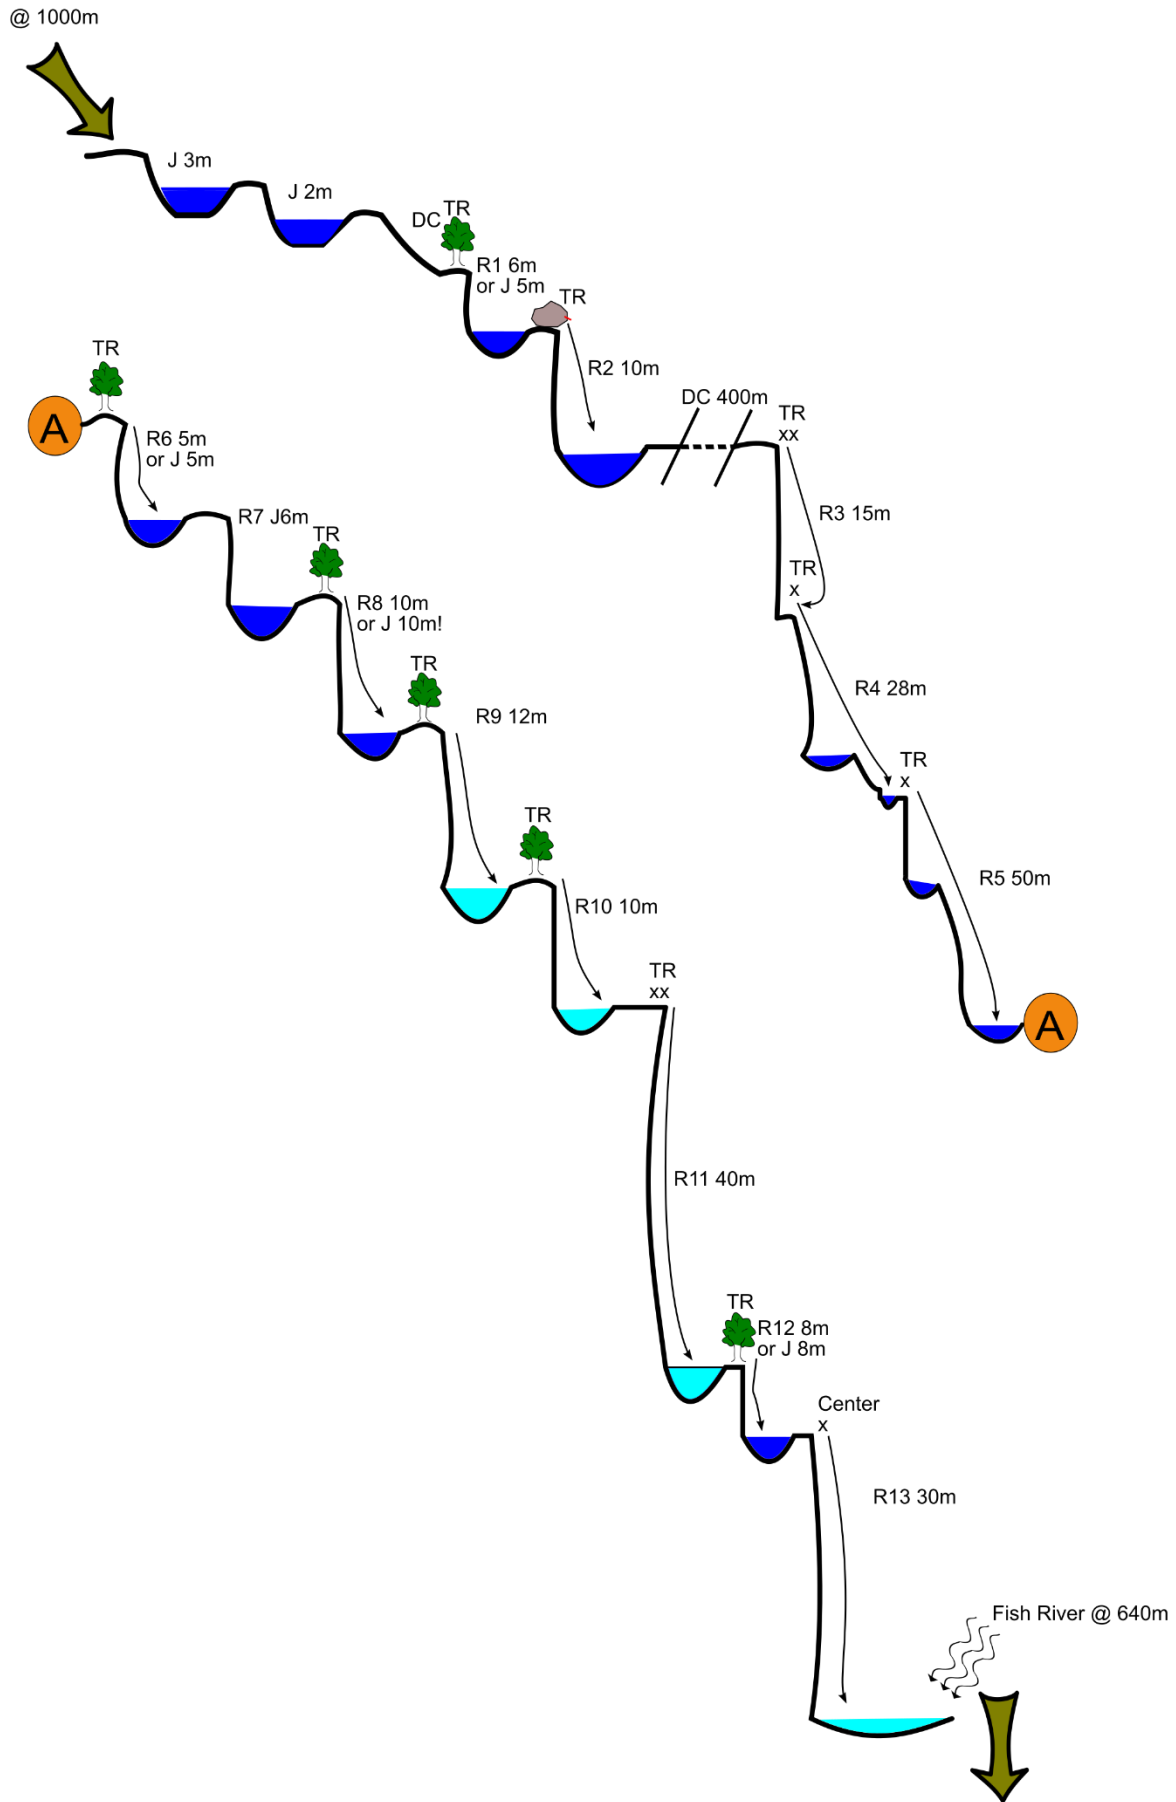 @ 1000m
J 3m
J 2m
TR
DC
R1 6m
or J 5m
TR
R2 10m
DC 400m
TR
xx
R3 15m
TR
x
R4 28m
TR
x
R5 50m
A
TR
A
R6 5m
or J 5m
R7 J6m
TR
R8 10m
or J 10m!
TR
R9 12m
TR
R10 10m
TR
xx
R11 40m
TR
R12 8m
or J 8m
Center
x
R13 30m
Fish River @ 640m